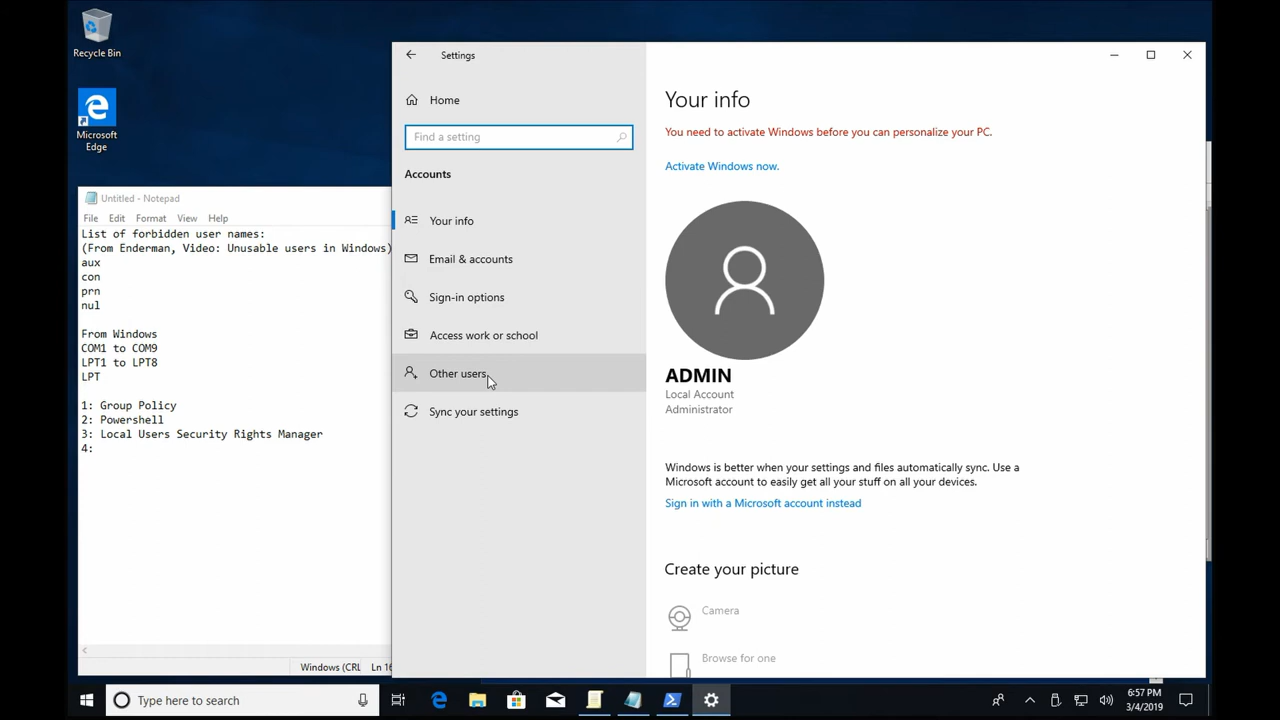 Recycle Bin
Microsoft
Edge
Untitled - Notepad
File Edit Format View Help
List of forbidden user names:
(From Enderman, Video: Unusable users in Windows)
aux
con
prn
nul
From Windows
COM1 to COM9
LPT1 to LPT8
LPT
1: Group Policy
2: Powershell
3: Local Users Security Rights Manager
4:
Windows (CRL
Ln 16
Settings
Home
Find a setting
Accounts
Your info
Email & accounts
Sign-in options
Access work or school
Other users
Sync your settings
Your info
You need to activate Windows before you can personalize your PC.
Activate Windows now.
ADMIN
Local Account
Administrator
Windows is better when your settings and files automatically sync. Use a
Microsoft account to easily get all your stuff on all your devices.
Sign in with a Microsoft account instead
Create your picture
Camera
Browse for one
Type here to search
6:57 PM
3/4/2019